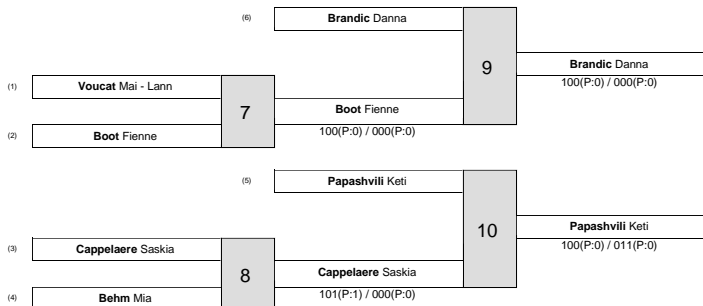 (6) Brandic Danna
9
Brandic Danna
100(P:0) / 000(P:0)
(1) Voucat Mai - Lann
7
Boot Fienne
100(P:0) / 000(P:0)
(2) Boot Fienne
(5) Papashvili Keti
10
Papashvili Keti
100(P:0) / 011(P:0)
(3) Cappelaere Saskia
8
Cappelaere Saskia
101(P:1) / 000(P:0)
(4) Behm Mia